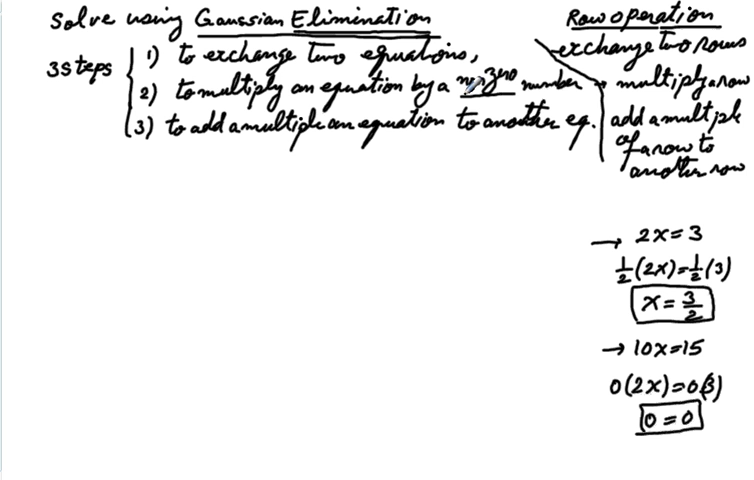 Solve using Gaussian Elimination
3 steps
1) to exchange two equations,
2) to multiply an equation by a non zero number
(3) to add a multiple an equation to another eq.
Row operation
exchange two rows
→ multiply a row
add a multiple
of a row to
another row
→ 2x=3
½(2x)=½(3)
x=3/2
→ 10x=15
0(2x)=0(3)
0=0